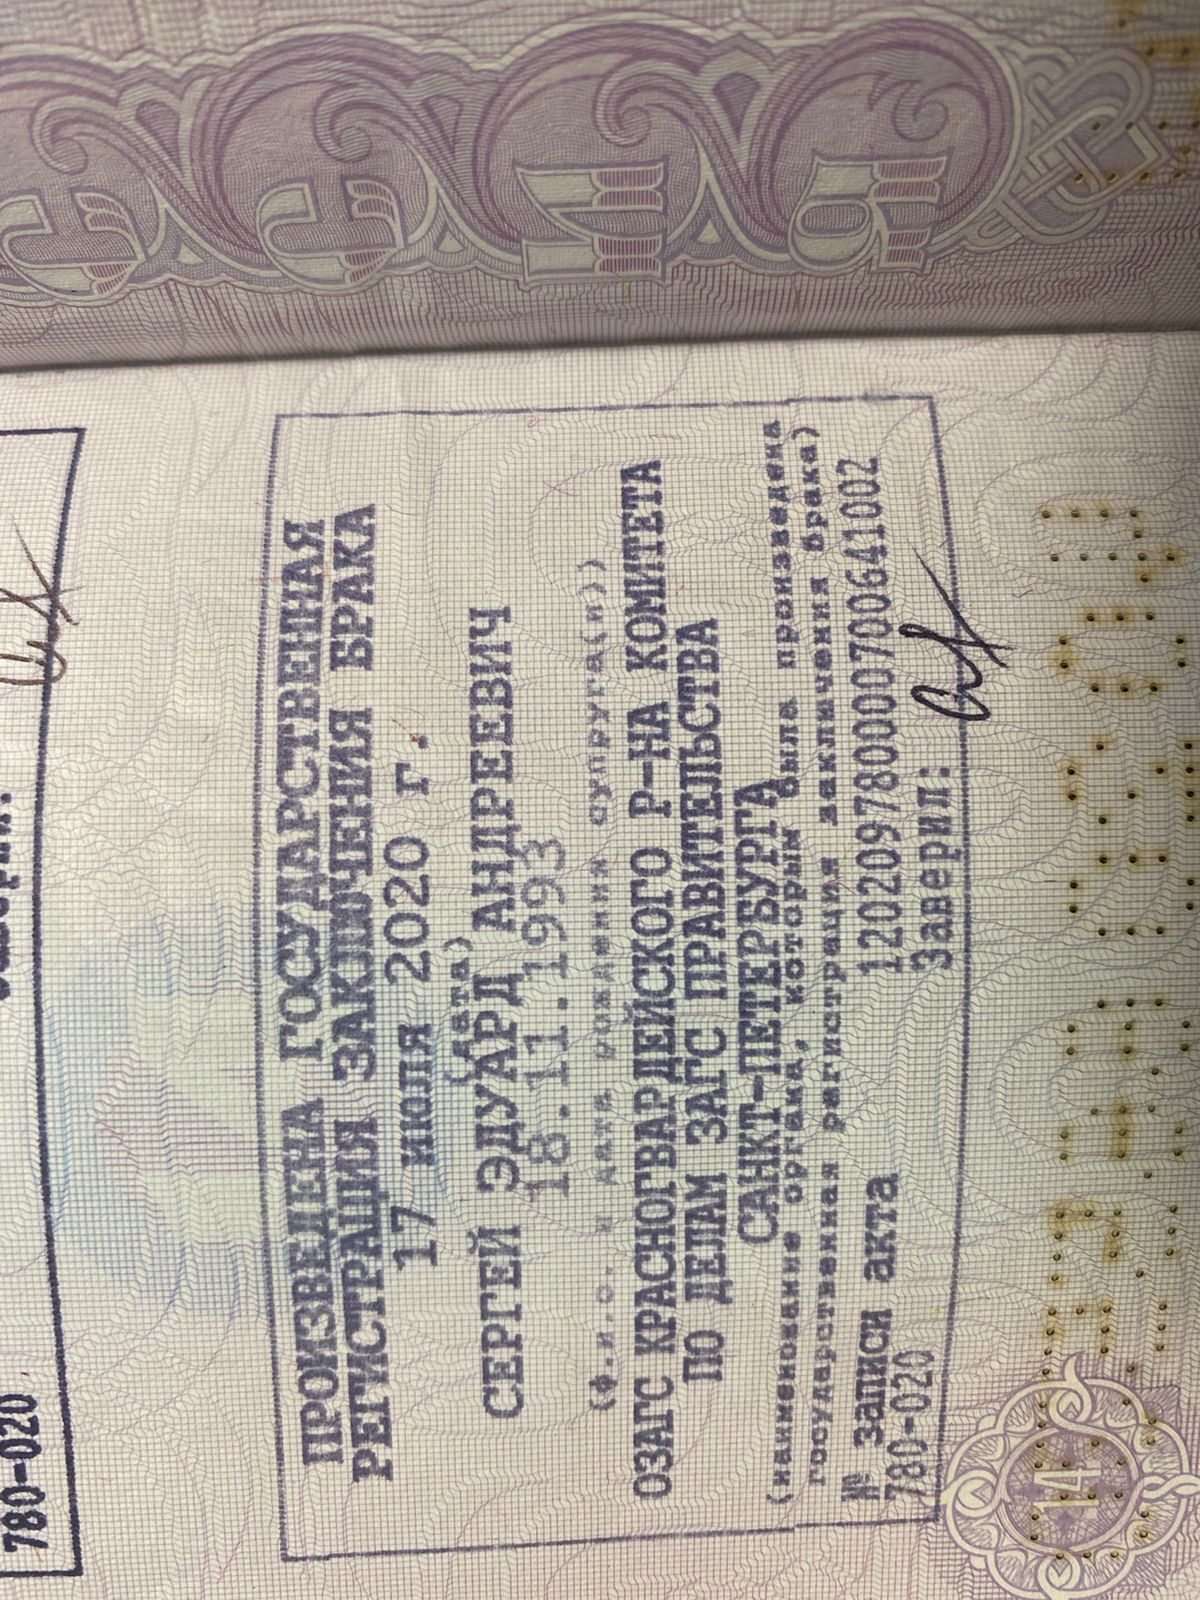 780-020
ПРОИЗВЕДЕНА ГОСУДАРСТВЕННАЯ
РЕГИСТРАЦИЯ ЗАКЛЮЧЕНИЯ БРАКА
17 июля 2020 г.
(дата)
СЕРГЕЙ ЭДУАРД АНДРЕЕВИЧ
18.11.1993
(ф.и.о. и дата рождения супруга(и))
ОЗАГС КРАСНОГВАРДЕЙСКОГО Р-НА КОМИТЕТА
ПО ДЕЛАМ ЗАГС ПРАВИТЕЛЬСТВА
САНКТ-ПЕТЕРБУРГА
(наименование органа, которым была произведена
государственная регистрация заключения брака)
№ записи акта 120209780000700641002
780-020 Заверил:
14